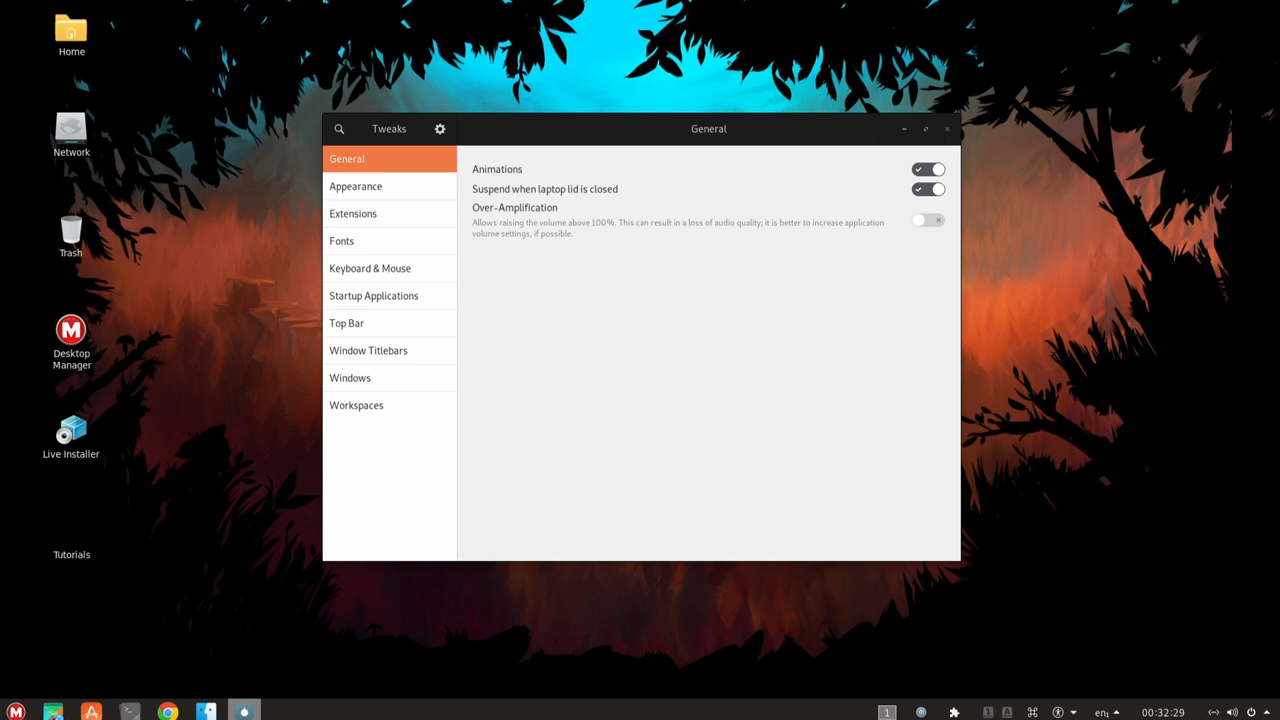 Home
Network
Trash
Desktop
Manager
Live Installer
Tutorials
Tweaks
General
General
Appearance
Extensions
Fonts
Keyboard & Mouse
Startup Applications
Top Bar
Window Titlebars
Windows
Workspaces
Animations
Suspend when laptop lid is closed
Over-Amplification
Allows raising the volume above 100%. This can result in a loss of audio quality; it is better to increase application
volume settings, if possible.
1
en₁
00:32:29